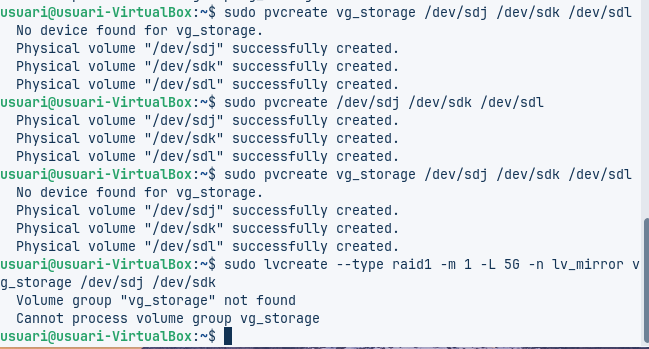 usuari@usuari-VirtualBox:~$ sudo pvcreate vg_storage /dev/sdj /dev/sdk /dev/sdl
  No device found for vg_storage.
  Physical volume "/dev/sdj" successfully created.
  Physical volume "/dev/sdk" successfully created.
  Physical volume "/dev/sdl" successfully created.
usuari@usuari-VirtualBox:~$ sudo pvcreate /dev/sdj /dev/sdk /dev/sdl
  Physical volume "/dev/sdj" successfully created.
  Physical volume "/dev/sdk" successfully created.
  Physical volume "/dev/sdl" successfully created.
usuari@usuari-VirtualBox:~$ sudo pvcreate vg_storage /dev/sdj /dev/sdk /dev/sdl
  No device found for vg_storage.
  Physical volume "/dev/sdj" successfully created.
  Physical volume "/dev/sdk" successfully created.
  Physical volume "/dev/sdl" successfully created.
usuari@usuari-VirtualBox:~$ sudo lvcreate --type raid1 -m 1 -L 5G -n lv_mirror v
g_storage /dev/sdj /dev/sdk
  Volume group "vg_storage" not found
  Cannot process volume group vg_storage
usuari@usuari-VirtualBox:~$